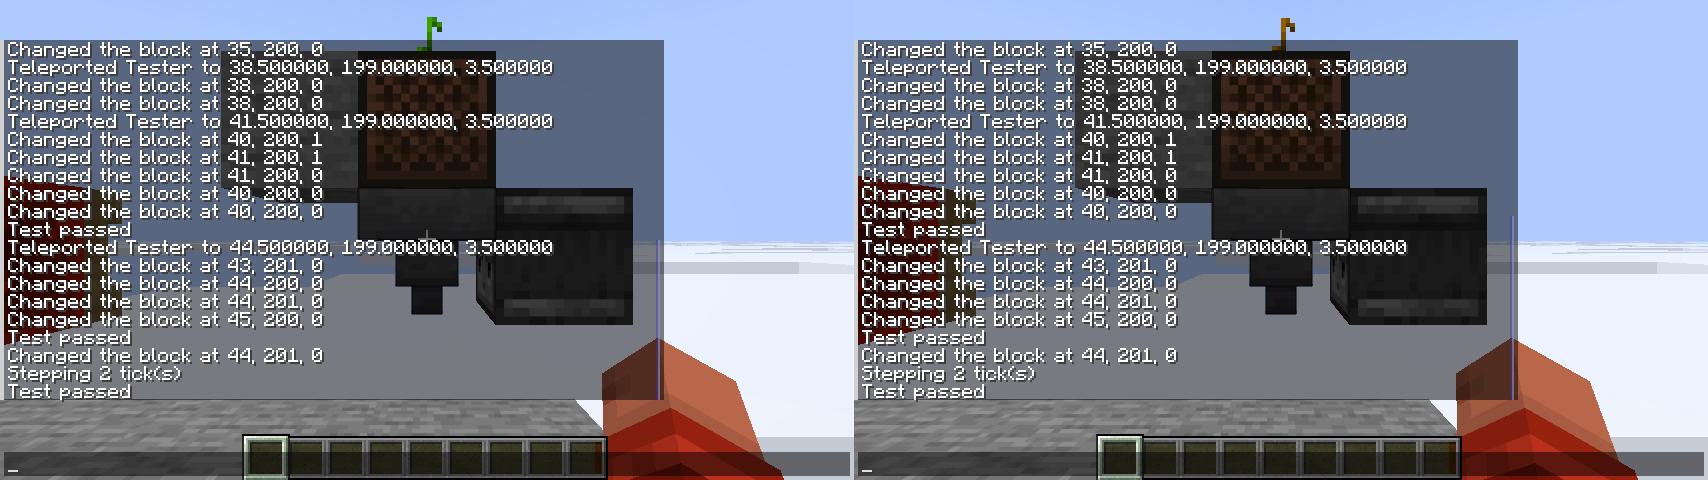 Changed the block at 35, 200, 0
Teleported Tester to 38.500000, 199.000000, 3.500000
Changed the block at 38, 200, 0
Changed the block at 38, 200, 0
Teleported Tester to 41.500000, 199.000000, 3.500000
Changed the block at 40, 200, 1
Changed the block at 41, 200, 1
Changed the block at 41, 200, 0
Changed the block at 40, 200, 0
Changed the block at 40, 200, 0
Test passed
Teleported Tester to 44.500000, 199.000000, 3.500000
Changed the block at 43, 201, 0
Changed the block at 44, 200, 0
Changed the block at 44, 201, 0
Changed the block at 45, 200, 0
Test passed
Changed the block at 44, 201, 0
Stepping 2 tick(s)
Test passed
_
Changed the block at 35, 200, 0
Teleported Tester to 38.500000, 199.000000, 3.500000
Changed the block at 38, 200, 0
Changed the block at 38, 200, 0
Teleported Tester to 41.500000, 199.000000, 3.500000
Changed the block at 40, 200, 1
Changed the block at 41, 200, 1
Changed the block at 41, 200, 0
Changed the block at 40, 200, 0
Changed the block at 40, 200, 0
Test passed
Teleported Tester to 44.500000, 199.000000, 3.500000
Changed the block at 43, 201, 0
Changed the block at 44, 200, 0
Changed the block at 44, 201, 0
Changed the block at 45, 200, 0
Test passed
Changed the block at 44, 201, 0
Stepping 2 tick(s)
Test passed
_